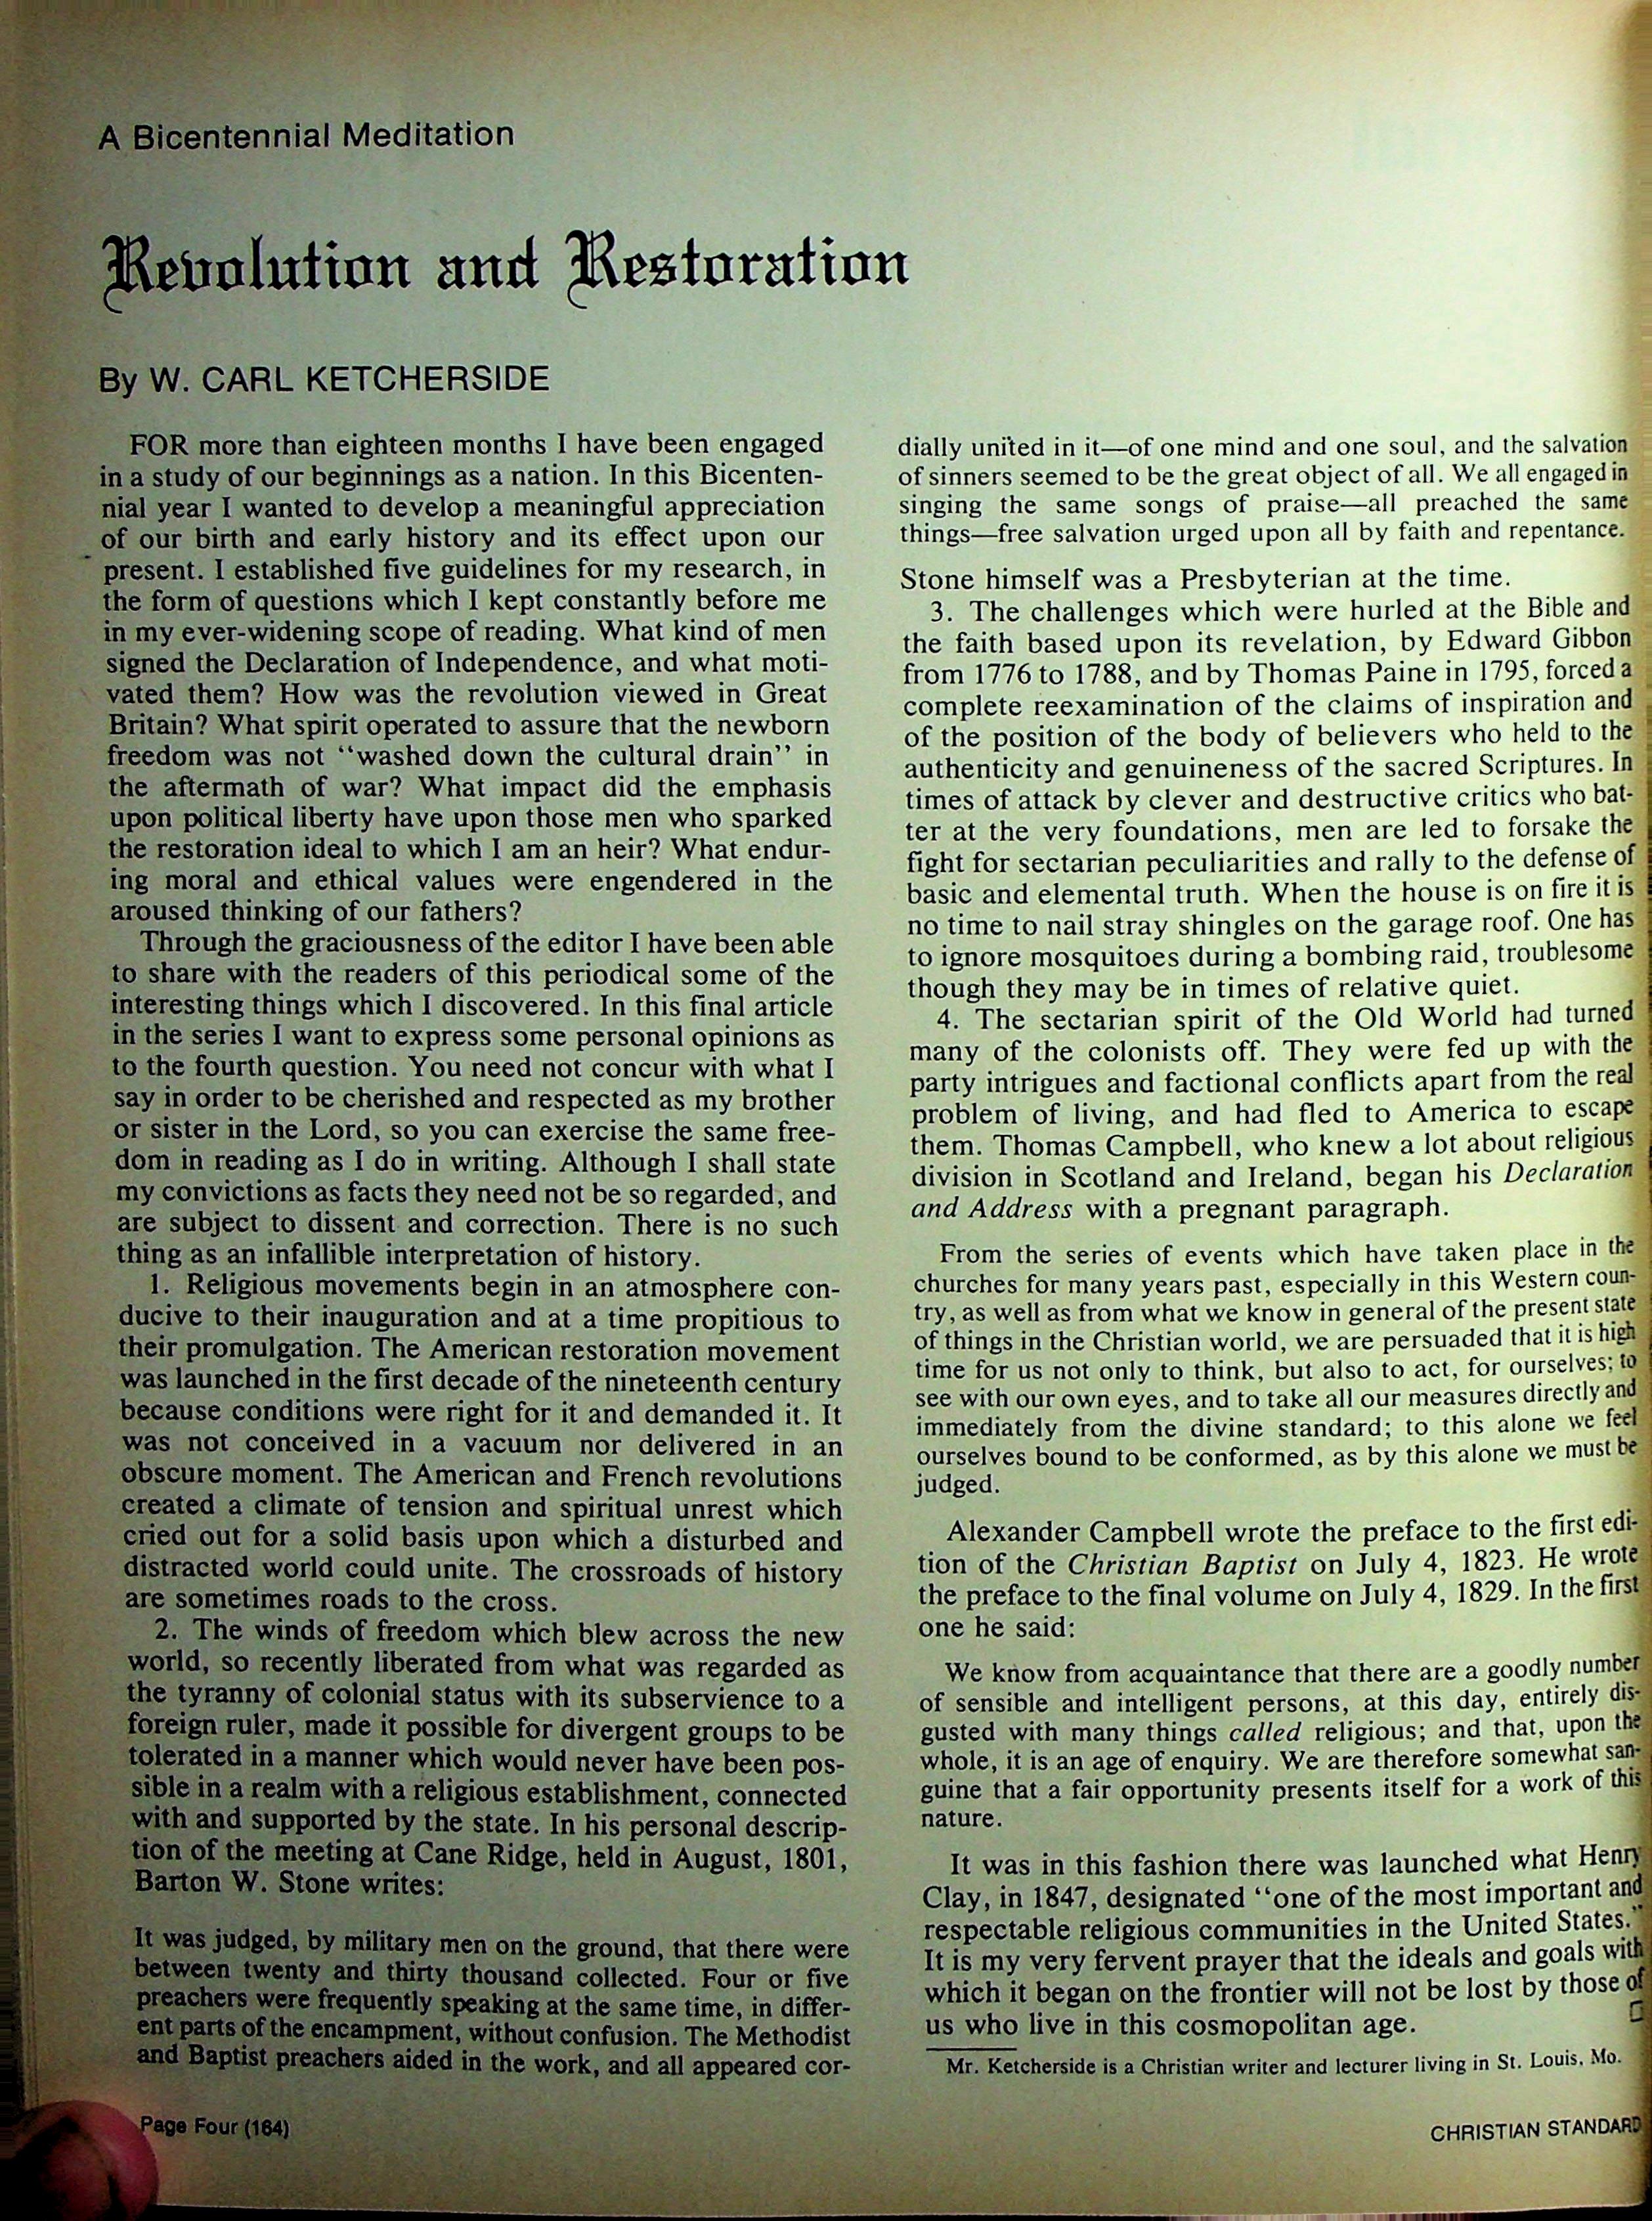 A Bicentennial Meditation
Revolution and Restoration
By W. CARL KETCHERSIDE
FOR more than eighteen months I have been engaged
in a study of our beginnings as a nation. In this Bicenten-
nial year I wanted to develop a meaningful appreciation
of our birth and early history and its effect upon our
present. I established five guidelines for my research, in
the form of questions which I kept constantly before me
in my ever-widening scope of reading. What kind of men
signed the Declaration of Independence, and what moti-
vated them? How was the revolution viewed in Great
Britain? What spirit operated to assure that the newborn
freedom was not “washed down the cultural drain” in
the aftermath of war? What impact did the emphasis
upon political liberty have upon those men who sparked
the restoration ideal to which I am an heir? What endur-
ing moral and ethical values were engendered in the
aroused thinking of our fathers?
Through the graciousness of the editor I have been able
to share with the readers of this periodical some of the
interesting things which I discovered. In this final article
in the series I want to express some personal opinions as
to the fourth question. You need not concur with what I
say in order to be cherished and respected as my brother
or sister in the Lord, so you can exercise the same free-
dom in reading as I do in writing. Although I shall state
my convictions as facts they need not be so regarded, and
are subject to dissent and correction. There is no such
thing as an infallible interpretation of history.
1. Religious movements begin in an atmosphere con-
ducive to their inauguration and at a time propitious to
their promulgation. The American restoration movement
was launched in the first decade of the nineteenth century
because conditions were right for it and demanded it. It
was not conceived in a vacuum nor delivered in an
obscure moment. The American and French revolutions
created a climate of tension and spiritual unrest which
cried out for a solid basis upon which a disturbed and
distracted world could unite. The crossroads of history
are sometimes roads to the cross.
2. The winds of freedom which blew across the new
world, so recently liberated from what was regarded as
the tyranny of colonial status with its subservience to a
foreign ruler, made it possible for divergent groups to be
tolerated in a manner which would never have been pos-
sible in a realm with a religious establishment, connected
with and supported by the state. In his personal descrip-
tion of the meeting at Cane Ridge, held in August, 1801,
Barton W. Stone writes:
It was judged, by military men on the ground, that there were
between twenty and thirty thousand collected. Four or five
preachers were frequently speaking at the same time, in differ-
ent parts of the encampment, without confusion. The Methodist
and Baptist preachers aided in the work, and all appeared cor-
dially united in it—of one mind and one soul, and the salvation
of sinners seemed to be the great object of all. We all engaged in
singing the same songs of praise—all preached the same
things—free salvation urged upon all by faith and repentance.
Stone himself was a Presbyterian at the time.
3. The challenges which were hurled at the Bible and
the faith based upon its revelation, by Edward Gibbon
from 1776 to 1788, and by Thomas Paine in 1795, forced a
complete reexamination of the claims of inspiration and
of the position of the body of believers who held to the
authenticity and genuineness of the sacred Scriptures. In
times of attack by clever and destructive critics who bat-
ter at the very foundations, men are led to forsake the
fight for sectarian peculiarities and rally to the defense of
basic and elemental truth. When the house is on fire it is
no time to nail stray shingles on the garage roof. One has
to ignore mosquitoes during a bombing raid, troublesome
though they may be in times of relative quiet.
4. The sectarian spirit of the Old World had turned
many of the colonists off. They were fed up with the
party intrigues and factional conflicts apart from the real
problem of living, and had fled to America to escape
them. Thomas Campbell, who knew a lot about religious
division in Scotland and Ireland, began his Declaration
and Address with a pregnant paragraph.
From the series of events which have taken place in the
churches for many years past, especially in this Western coun-
try, as well as from what we know in general of the present state
of things in the Christian world, we are persuaded that it is high
time for us not only to think, but also to act, for ourselves; to
see with our own eyes, and to take all our measures directly and
immediately from the divine standard; to this alone we feel
ourselves bound to be conformed, as by this alone we must be
judged.
Alexander Campbell wrote the preface to the first edi-
tion of the Christian Baptist on July 4, 1823. He wrote
the preface to the final volume on July 4, 1829. In the first
one he said:
We know from acquaintance that there are a goodly number
of sensible and intelligent persons, at this day, entirely dis-
gusted with many things called religious; and that, upon the
whole, it is an age of enquiry. We are therefore somewhat san-
guine that a fair opportunity presents itself for a work of this
nature.
It was in this fashion there was launched what Henry
Clay, in 1847, designated “one of the most important and
respectable religious communities in the United States.”
It is my very fervent prayer that the ideals and goals with
which it began on the frontier will not be lost by those of
us who live in this cosmopolitan age.
Mr. Ketcherside is a Christian writer and lecturer living in St. Louis, Mo.
Page Four (164)
CHRISTIAN STANDARD